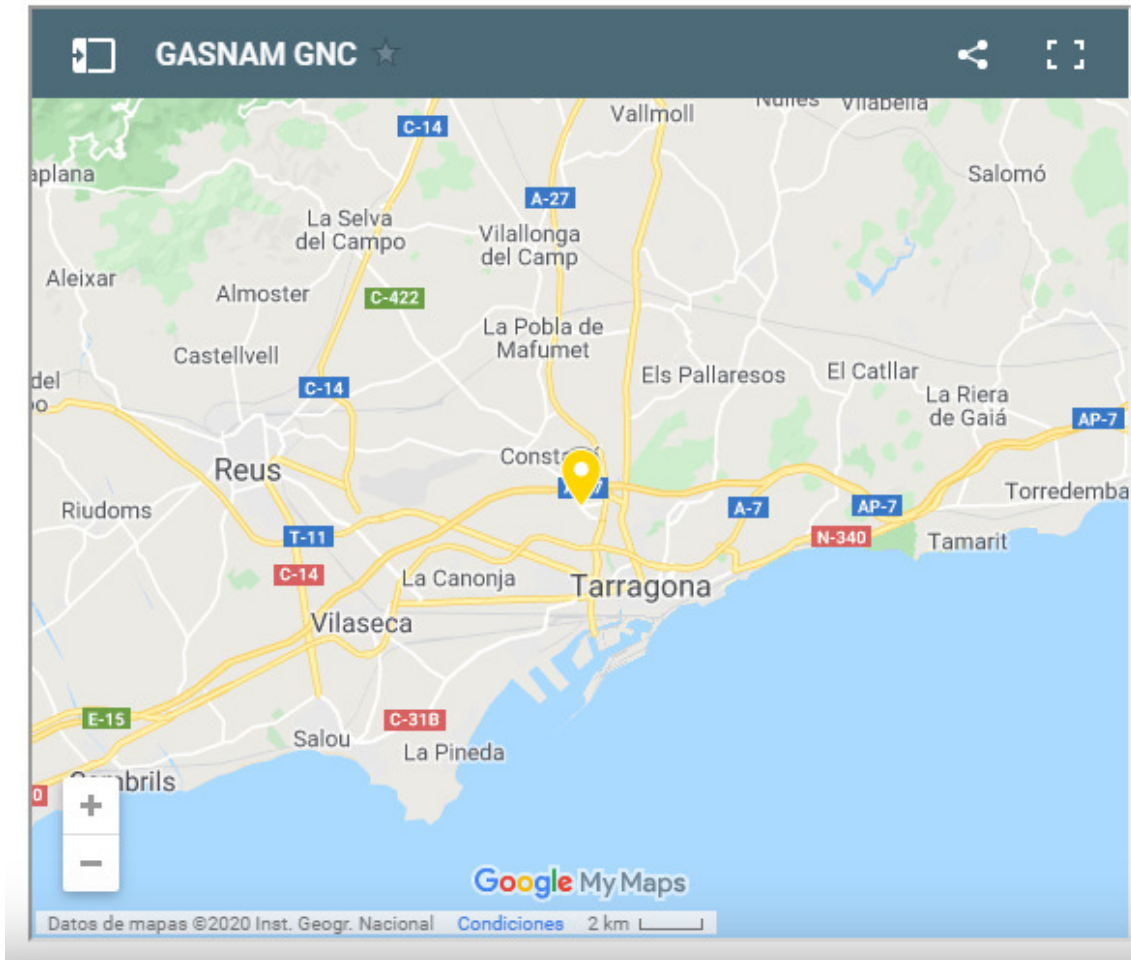 GASNAM GNC
Vallmoll
Nulles Vilabella
C-14
aplana
Salomó
A-27
La Selva
del Campo
Vilallonga
del Camp
Aleixar
Almoster
C-422
La Pobla de
Mafumet
Castellvell
Els Pallaresos
El Catllar
del
C-14
La Riera
de Gaiá
AP-7
Reus
Riudoms
A-7
AP-7
Torredemba
T-11
N-340
Tamarit
C-14
La Canonja
Tarragona
Vilaseca
E-15
C-31B
Salou
La Pineda
brils
Google My Maps
Datos de mapas ©2020 Inst. Geogr. Nacional Condiciones 2 km